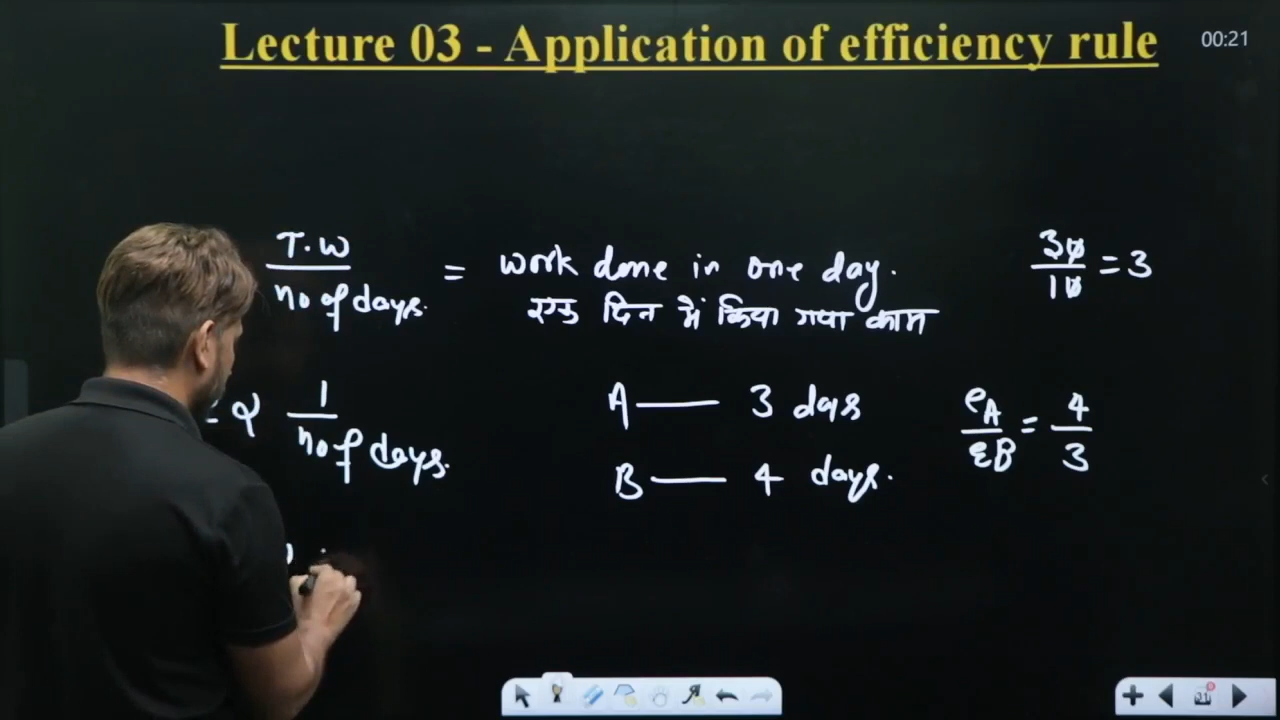 Lecture 03 - Application of efficiency rule
00:21
T.W
no of days. = work done in one day.
एक दिन में किया गया काम
30
10 = 3
α 1
no of days.
A — 3 days
B — 4 days.
eA
εB = 4
3